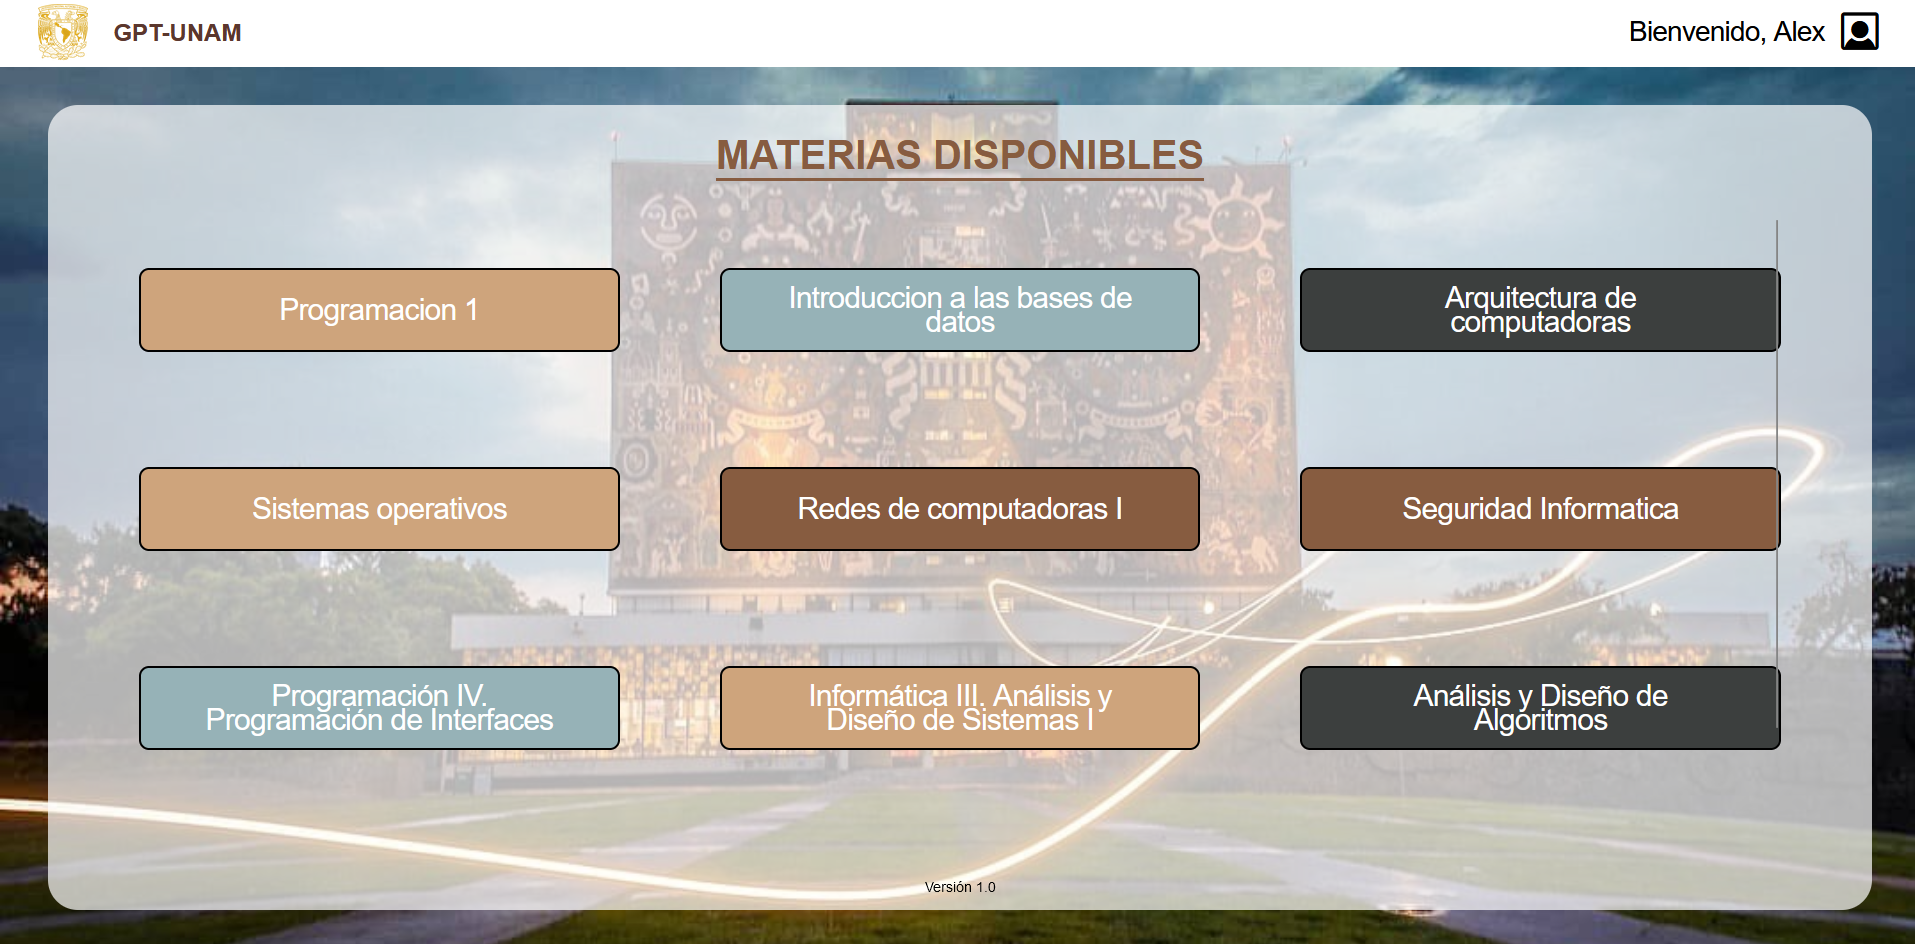 GPT-UNAM
Bienvenido, Alex
MATERIAS DISPONIBLES
Programacion 1
Introduccion a las bases de
datos
Arquitectura de
computadoras
Sistemas operativos
Redes de computadoras I
Seguridad Informatica
Programación IV.
Programación de Interfaces
Informática III. Análisis y
Diseño de Sistemas I
Análisis y Diseño de
Algoritmos
Versión 1.0